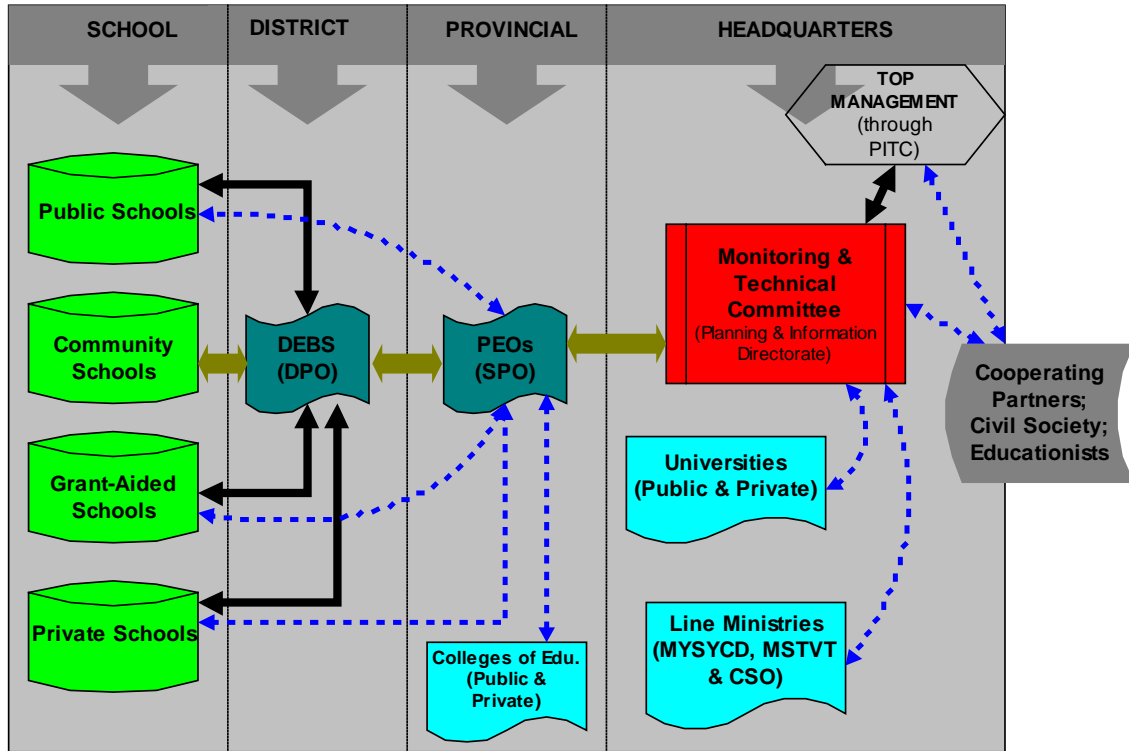 SCHOOL
DISTRICT
PROVINCIAL
HEADQUARTERS
TOP
MANAGEMENT
(through
PITC)
Public Schools
Community
Schools
Grant-Aided
Schools
Private Schools
DEBS
(DPO)
PEOs
(SPO)
Monitoring &
Technical
Committee
(Planning & Information
Directorate)
Cooperating
Partners;
Civil Society;
Educationists
Universities
(Public & Private)
Line Ministries
(MYSYCD, MSTVT
& CSO)
Colleges of Edu.
(Public &
Private)